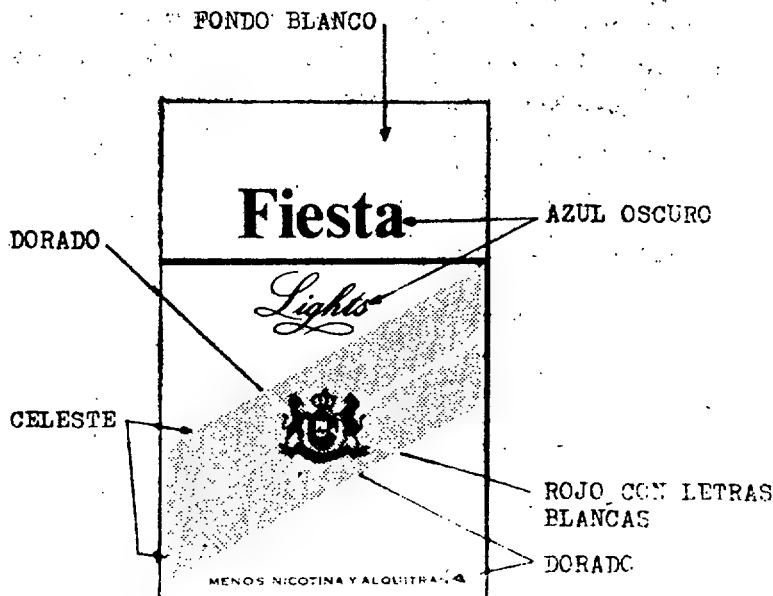 FONDO BLANCO
Fiesta
AZUL OSCURO
DORADO
Lights
CELESTE
ROJO CON LETRAS
BLANCAS
DORADO
MENOS NICOTINA Y ALQUITRAN